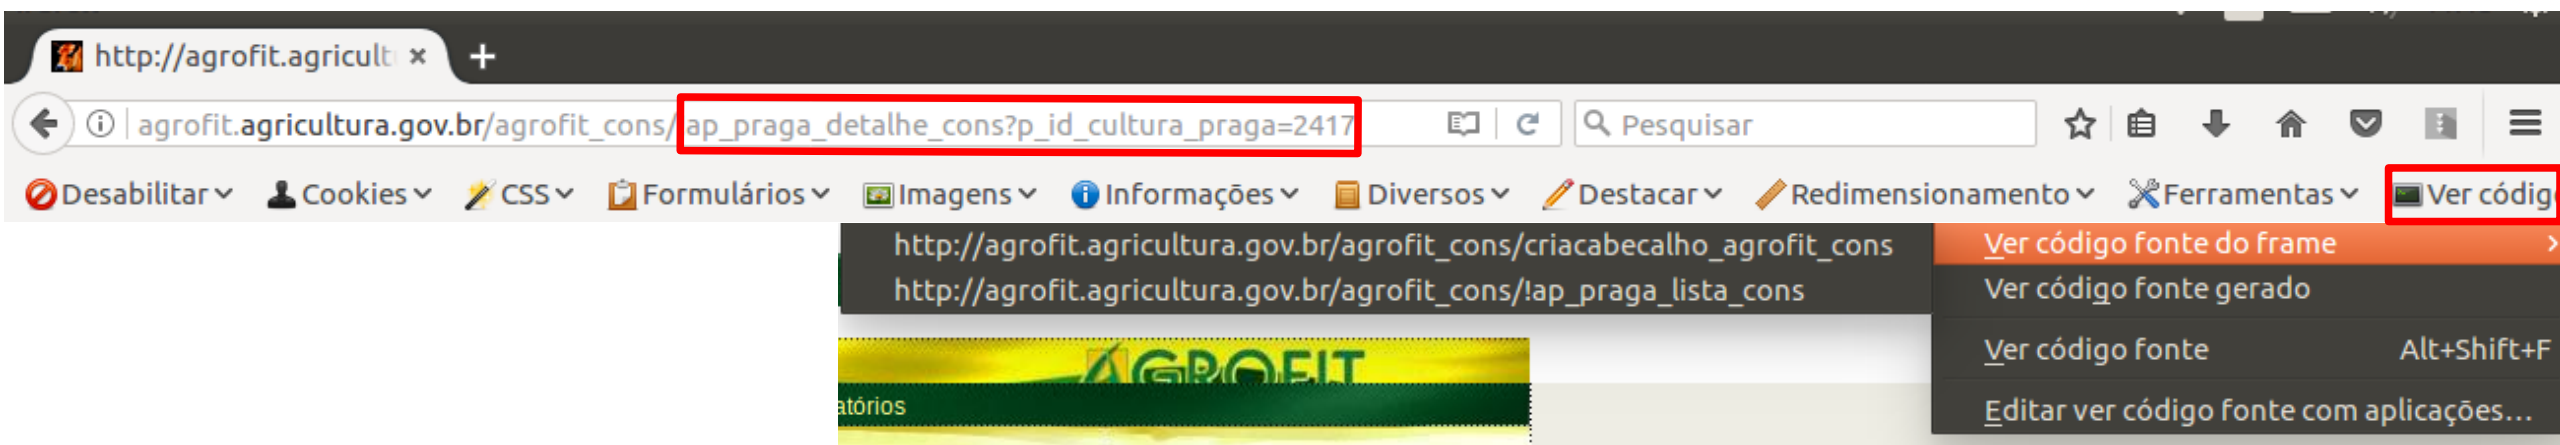 http://agrofit.agricult
agrofit.agricultura.gov.br/agrofit_cons/ap_praga_detalhe_cons?p_id_cultura_praga=2417 Pesquisar
Desabilitar Cookies CSS Formulários Imagens Informações Diversos Destacar Redimensionamento Ferramentas Ver códig
http://agrofit.agricultura.gov.br/agrofit_cons/criacabecalho_agrofit_cons
http://agrofit.agricultura.gov.br/agrofit_cons/!ap_praga_lista_cons
Ver código fonte do frame
Ver código fonte gerado
Ver código fonte Alt+Shift+F
Editar ver código fonte com aplicações...
AGROFIT
atórios